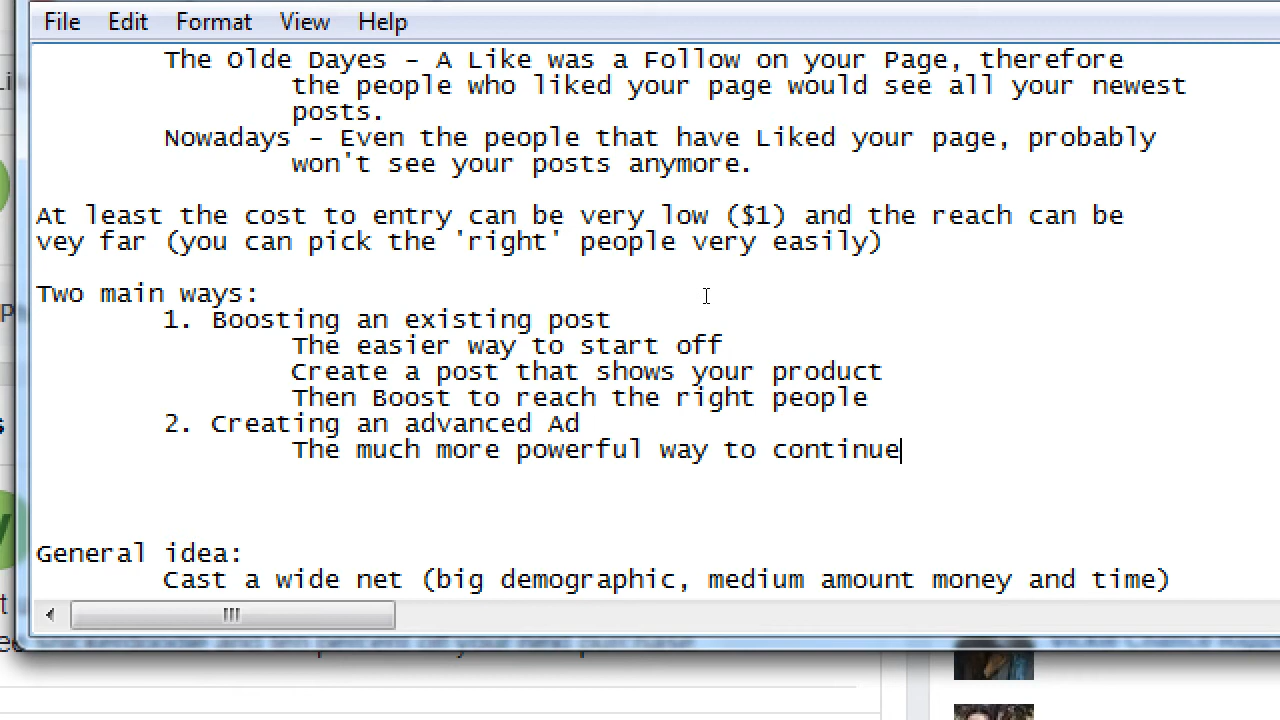 File Edit Format View Help
The Olde Dayes - A Like was a Follow on your Page, therefore
the people who liked your page would see all your newest
posts.
Nowadays - Even the people that have Liked your page, probably
won't see your posts anymore.
At least the cost to entry can be very low ($1) and the reach can be
vey far (you can pick the 'right' people very easily)
Two main ways:
1. Boosting an existing post
The easier way to start off
Create a post that shows your product
Then Boost to reach the right people
2. Creating an advanced Ad
The much more powerful way to continue
General idea:
Cast a wide net (big demographic, medium amount money and time)